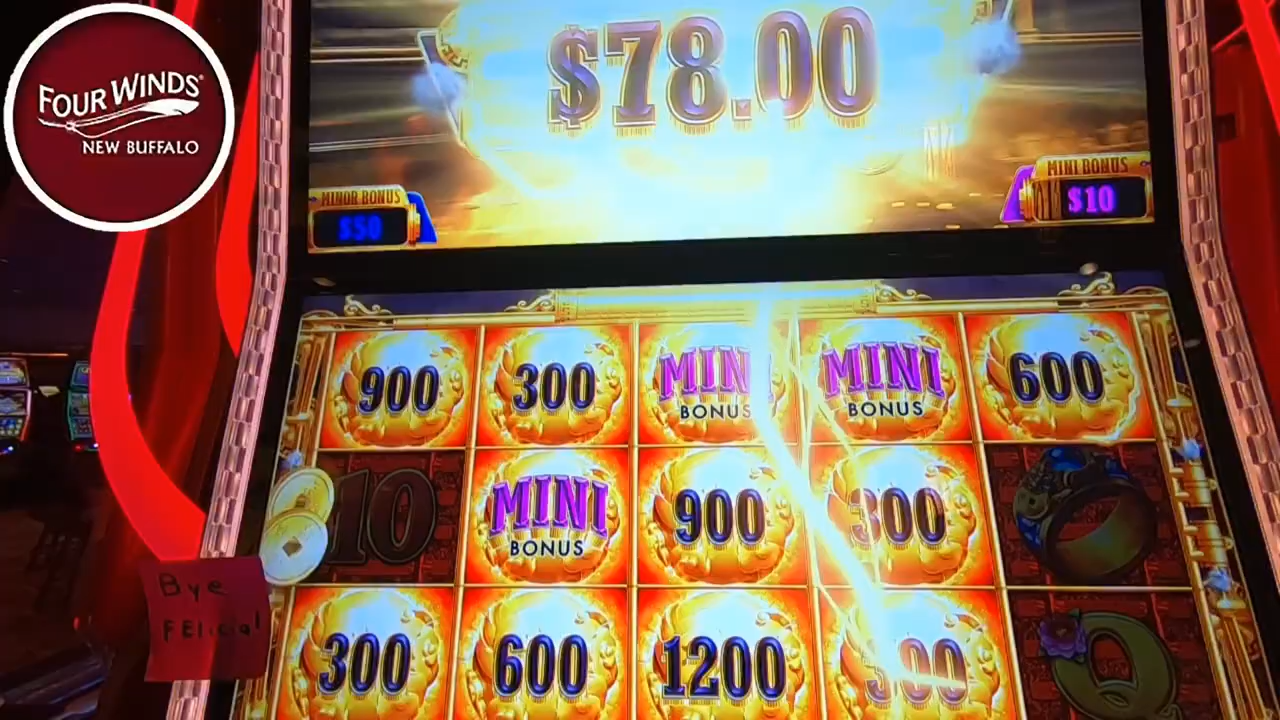 FOUR WINDS®
NEW BUFFALO
$78.00
MINOR BONUS
$50
MINI BONUS
$10
900
300
MINI
BONUS
MINI
BONUS
600
10
MINI
BONUS
900
300
300
600
1200
Q
Bye
FElicia!